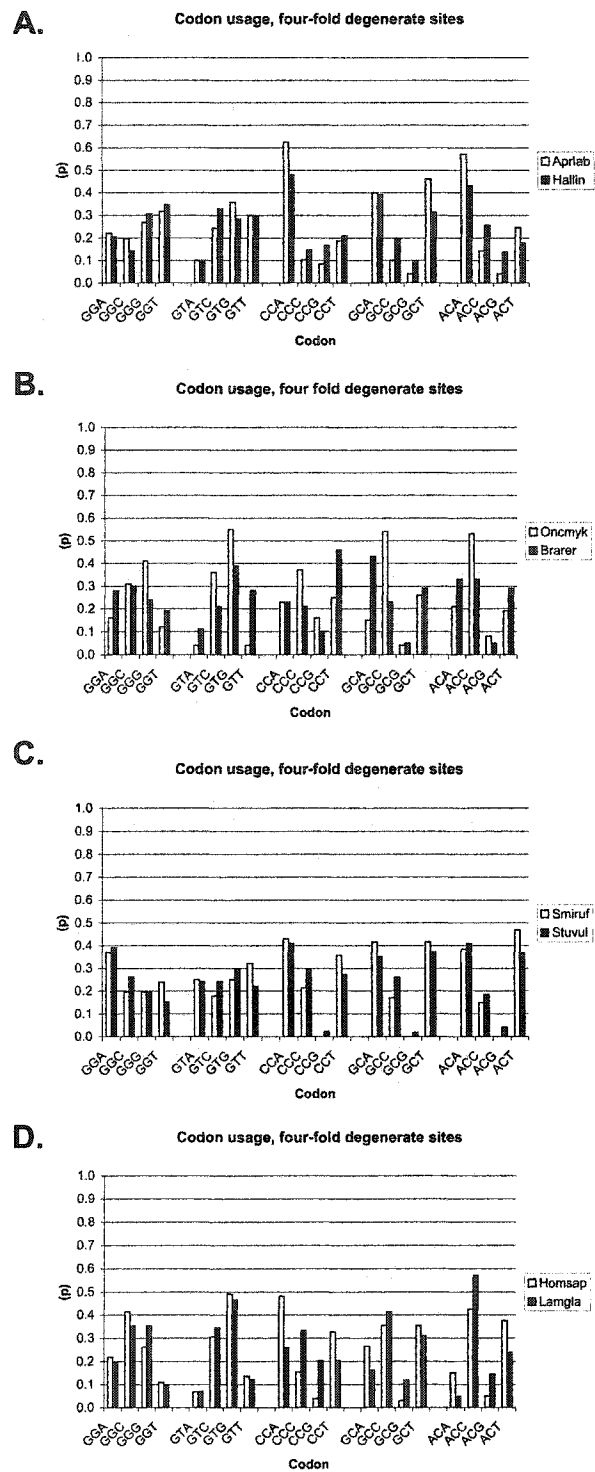 A.
Codon usage, four-fold degenerate sites
1.0
0.9
0.8
0.7
0.6
0.5
0.4
0.3
0.2
0.1
0.0
(p)
GGA GGC GGG GGT GTA GTC GTG GTT CCA CCC CCG CCT GCA GCC GCG GCT ACA ACC ACG ACT
Codon
Aprlab
Hallin
B.
Codon usage, four fold degenerate sites
1.0
0.9
0.8
0.7
0.6
0.5
0.4
0.3
0.2
0.1
0.0
(p)
GGA GGC GGG GGT GTA GTC GTG GTT CCA CCC CCG CCT GCA GCC GCG GCT ACA ACC ACG ACT
Codon
Oncmyk
Brarer
C.
Codon usage, four-fold degenerate sites
1.0
0.9
0.8
0.7
0.6
0.5
0.4
0.3
0.2
0.1
0.0
(p)
GGA GGC GGG GGT GTA GTC GTG GTT CCA CCC CCG CCT GCA GCC GCG GCT ACA ACC ACG ACT
Codon
Smiruf
Stuvul
D.
Codon usage, four-fold degenerate sites
1.0
0.9
0.8
0.7
0.6
0.5
0.4
0.3
0.2
0.1
0.0
(p)
GGA GGC GGG GGT GTA GTC GTG GTT CCA CCC CCG CCT GCA GCC GCG GCT ACA ACC ACG ACT
Codon
Homsap
Lamgla